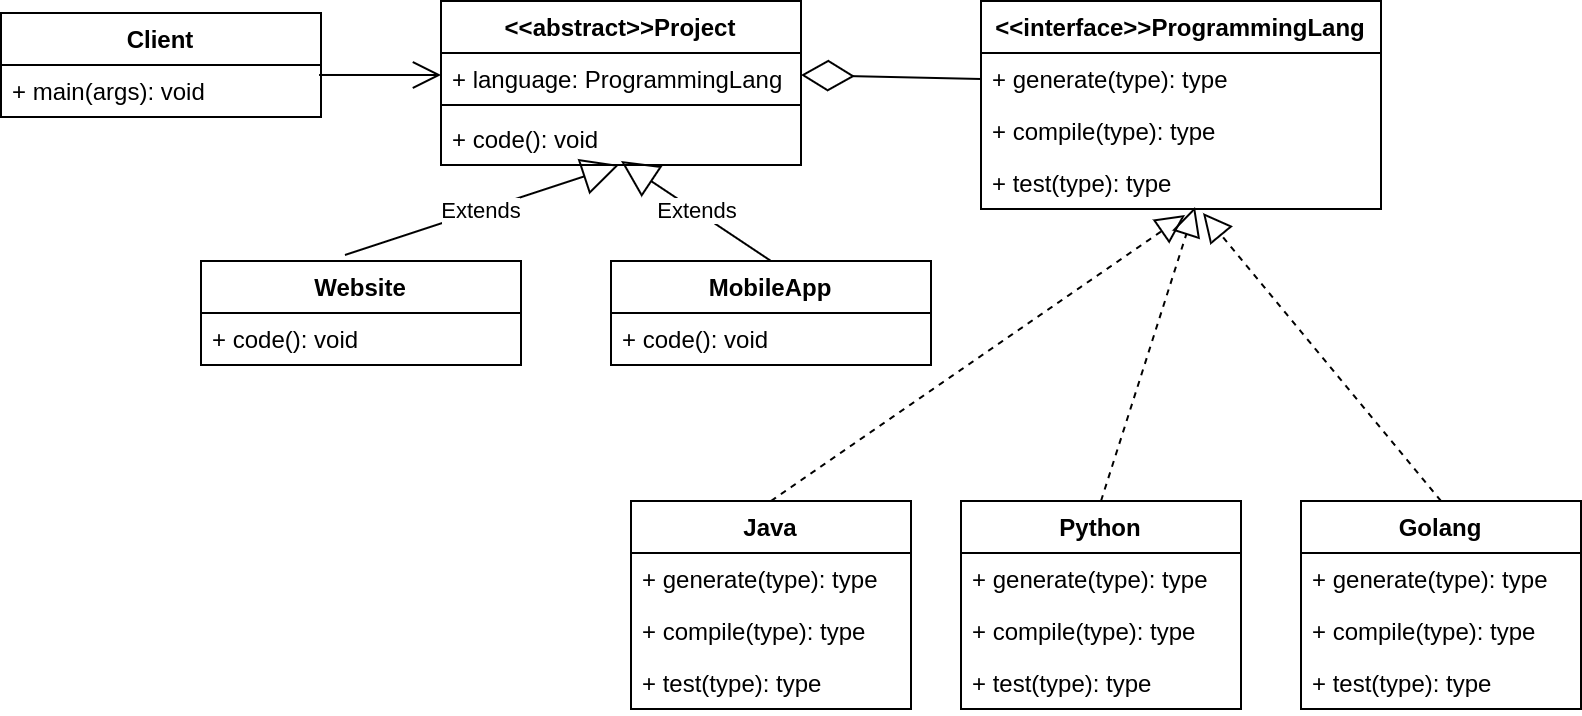 Client
+ main(args): void
<<abstract>>Project
+ language: ProgrammingLang
+ code(): void
<<interface>>ProgrammingLang
+ generate(type): type
+ compile(type): type
+ test(type): type
Extends
Extends
Website
+ code(): void
MobileApp
+ code(): void
Java
+ generate(type): type
+ compile(type): type
+ test(type): type
Python
+ generate(type): type
+ compile(type): type
+ test(type): type
Golang
+ generate(type): type
+ compile(type): type
+ test(type): type